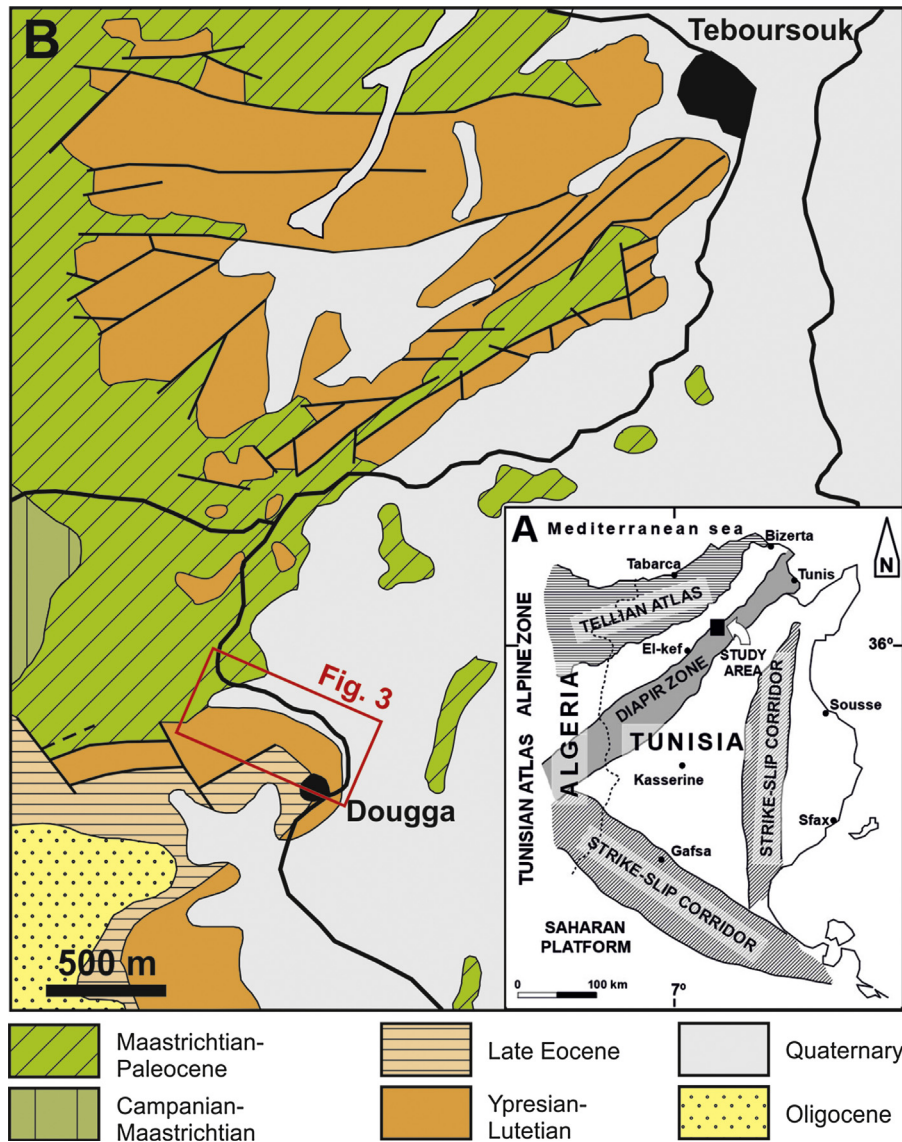 B
Teboursouk
Fig. 3
Dougga
500 m
A
Mediterranean sea
Bizerta
N
Tabarca
Tunis
TELLIAN ATLAS
36º
El-kef
STUDY
AREA
DIAPIR ZONE
ALPINE ZONE
TUNISIAN ATLAS
ALGERIA
TUNISIA
Sousse
Kasserine
STRIKE-SLIP CORRIDOR
Sfax
Gafsa
STRIKE-SLIP CORRIDOR
SAHARAN
PLATFORM
0 100 km
7º
Maastrichtian-
Paleocene
Late Eocene
Quaternary
Campanian-
Maastrichtian
Ypresian-
Lutetian
Oligocene